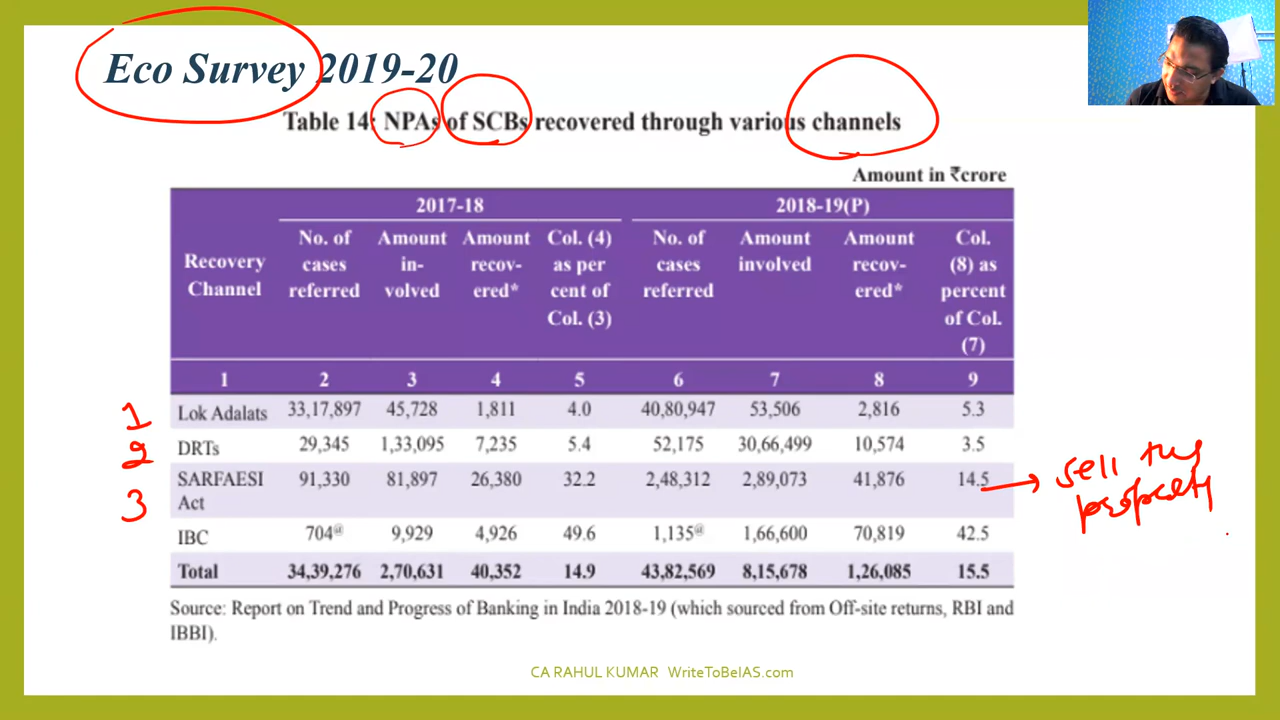 Eco Survey 2019-20
Table 14: NPAs of SCBs recovered through various channels
Amount in ₹crore
2017-18 2018-19(P)
Recovery Channel No. of cases referred Amount in-volved Amount recov-ered* Col. (4) as per cent of Col. (3) No. of cases referred Amount involved Amount recov-ered* Col. (8) as percent of Col. (7)
1 2 3 4 5 6 7 8 9
1 Lok Adalats 33,17,897 45,728 1,811 4.0 40,80,947 53,506 2,816 5.3
2 DRTs 29,345 1,33,095 7,235 5.4 52,175 30,66,499 10,574 3.5
3 SARFAESI Act 91,330 81,897 26,380 32.2 2,48,312 2,89,073 41,876 14.5 → sell the property
IBC 704@ 9,929 4,926 49.6 1,135@ 1,66,600 70,819 42.5
Total 34,39,276 2,70,631 40,352 14.9 43,82,569 8,15,678 1,26,085 15.5
Source: Report on Trend and Progress of Banking in India 2018-19 (which sourced from Off-site returns, RBI and
IBBI).
CA RAHUL KUMAR WriteToBeIAS.com